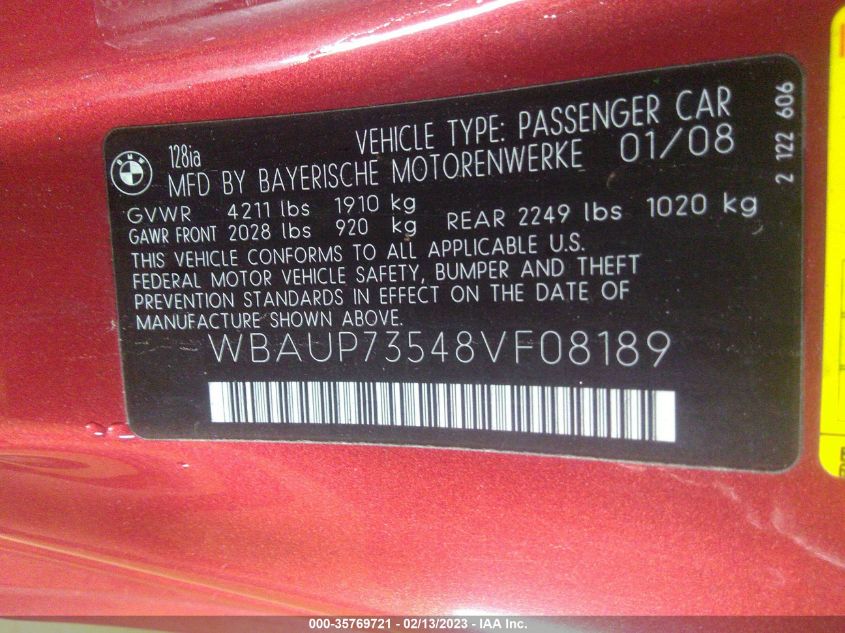 BMW
128ia
VEHICLE TYPE: PASSENGER CAR
MFD BY BAYERISCHE MOTORENWERKE 01/08
GVWR 4211 lbs 1910 kg
GAWR FRONT 2028 lbs 920 kg REAR 2249 lbs 1020 kg
THIS VEHICLE CONFORMS TO ALL APPLICABLE U.S.
FEDERAL MOTOR VEHICLE SAFETY, BUMPER AND THEFT
PREVENTION STANDARDS IN EFFECT ON THE DATE OF
MANUFACTURE SHOWN ABOVE.
WBAUP73548VF08189
2 122 606
000-35769721 - 02/13/2023 - IAA Inc.